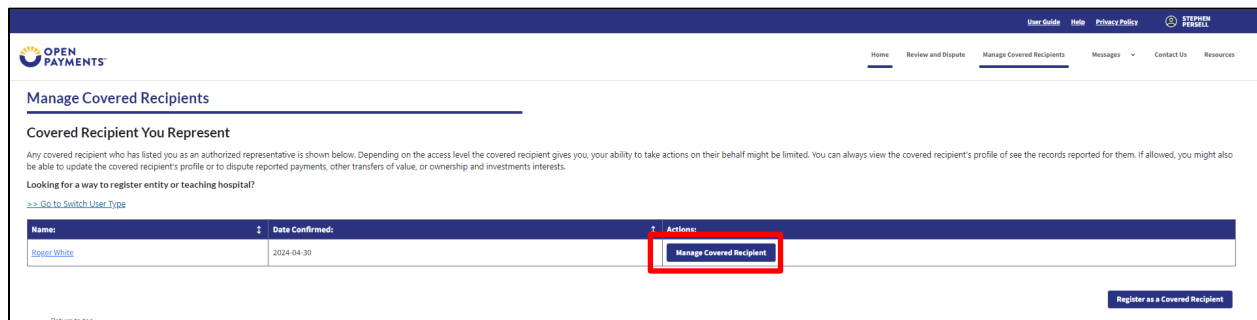 User Guide Help Privacy Policy STEPHEN PERSELL
OPEN PAYMENTS
Home Review and Dispute Manage Covered Recipients Messages Contact Us Resources
Manage Covered Recipients
Covered Recipient You Represent
Any covered recipient who has listed you as an authorized representative is shown below. Depending on the access level the covered recipient gives you, your ability to take actions on their behalf might be limited. You can always view the covered recipient's profile of see the records reported for them. If allowed, you might also
be able to update the covered recipient's profile or to dispute reported payments, other transfers of value, or ownership and investments interests.
Looking for a way to register entity or teaching hospital?
>> Go to Switch User Type
Name: Date Confirmed: Actions:
Roger White 2024-04-30 Manage Covered Recipient
Register as a Covered Recipient
Return to top